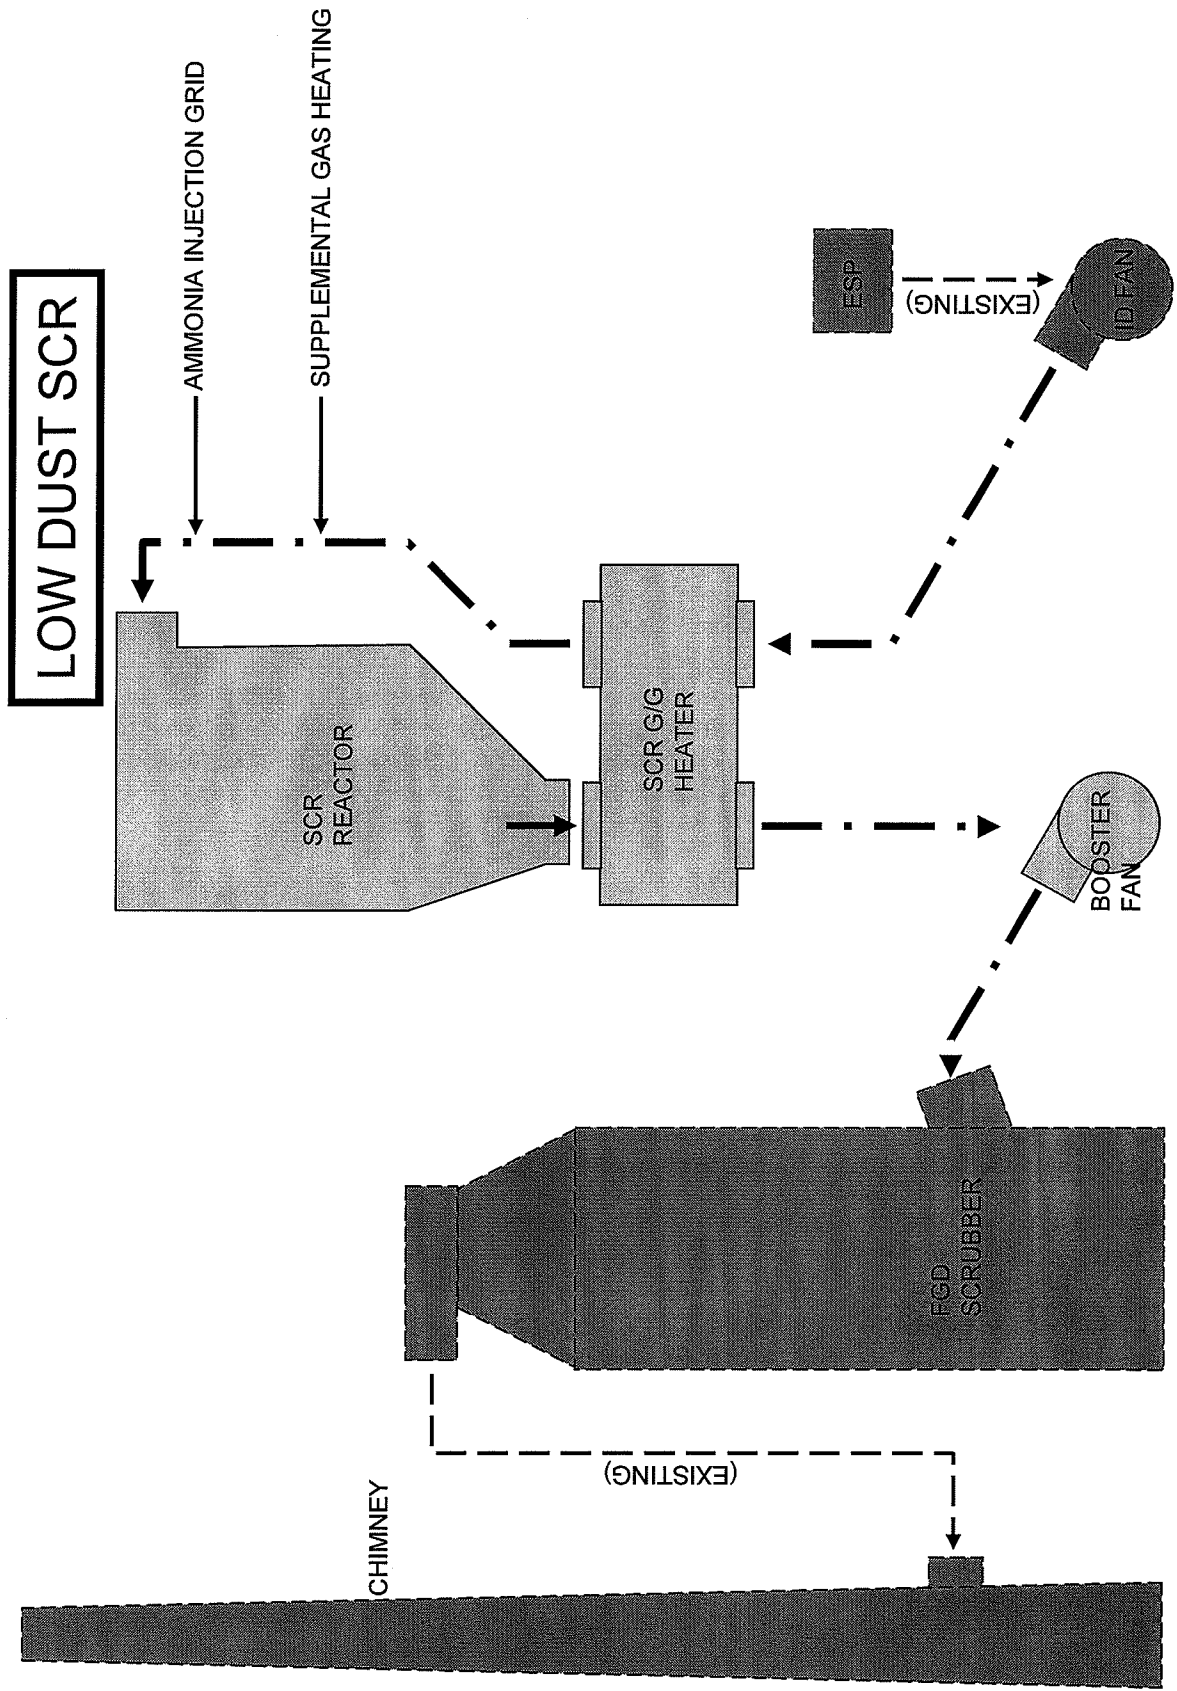 LOW DUST SCR
AMMONIA INJECTION GRID
SUPPLEMENTAL GAS HEATING
SCR
REACTOR
SCR G/G
HEATER
ESP
(EXISTING)
ID FAN
BOOSTER
FAN
FGD
SCRUBBER
(EXISTING)
CHIMNEY